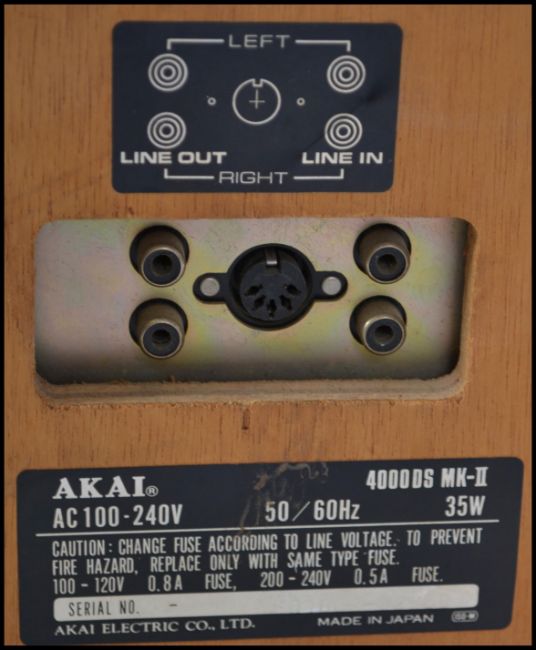 LEFT
LINE OUT LINE IN
RIGHT
AKAI® 4000DS MK-II
AC 100-240V 50/60Hz 35W
CAUTION: CHANGE FUSE ACCORDING TO LINE VOLTAGE. TO PREVENT
FIRE HAZARD, REPLACE ONLY WITH SAME TYPE FUSE.
100-120V 0.8A FUSE, 200-240V 0.5A FUSE.
SERIAL NO. -
AKAI ELECTRIC CO., LTD. MADE IN JAPAN